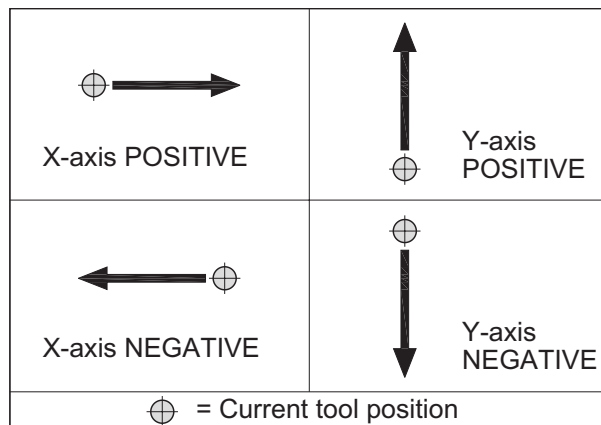 X-axis POSITIVE
Y-axis
POSITIVE
X-axis NEGATIVE
Y-axis
NEGATIVE
= Current tool position